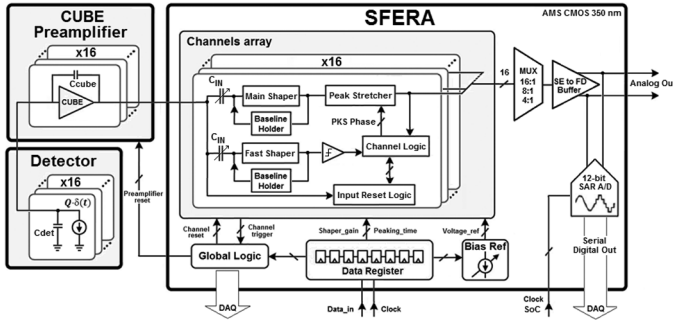 CUBE
Preamplifier
x16
Ccube
CUBE
Detector
x16
Q·δ(t)
Cdet
Preamplifier
reset
SFERA
AMS CMOS 350 nm
Channels array
x16
CIN
Main Shaper
Peak Stretcher
Baseline
Holder
PKS Phase
CIN
Fast Shaper
Channel Logic
Baseline
Holder
Input Reset Logic
16
MUX
16:1
8:1
4:1
SE to FD
Buffer
Analog Out
12-bit
SAR A/D
Serial
Digital Out
Channel
reset
Channel
trigger
Shaper_gain
Peaking_time
Voltage_ref
Global Logic
Data Register
Bias Ref
DAQ
Data_in
Clock
Clock
SoC
DAQ